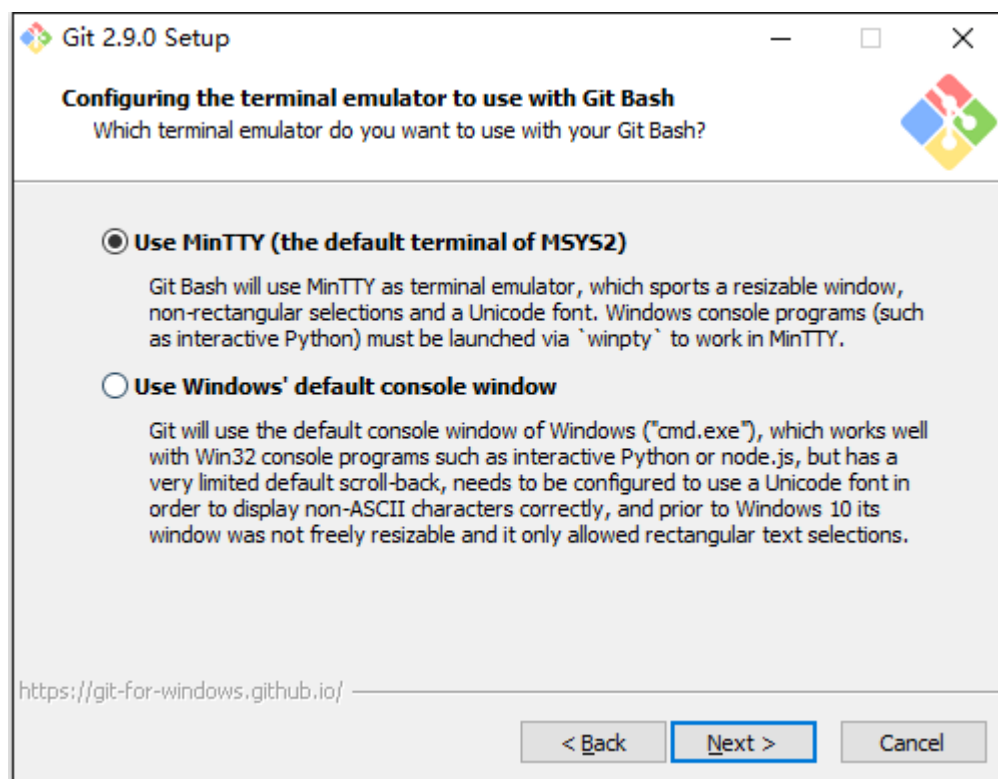 Git 2.9.0 Setup
Configuring the terminal emulator to use with Git Bash
Which terminal emulator do you want to use with your Git Bash?
Use MinTTY (the default terminal of MSYS2)
Git Bash will use MinTTY as terminal emulator, which sports a resizable window,
non-rectangular selections and a Unicode font. Windows console programs (such
as interactive Python) must be launched via `winpty` to work in MinTTY.
Use Windows' default console window
Git will use the default console window of Windows ("cmd.exe"), which works well
with Win32 console programs such as interactive Python or node.js, but has a
very limited default scroll-back, needs to be configured to use a Unicode font in
order to display non-ASCII characters correctly, and prior to Windows 10 its
window was not freely resizable and it only allowed rectangular text selections.
https://git-for-windows.github.io/
< Back
Next >
Cancel